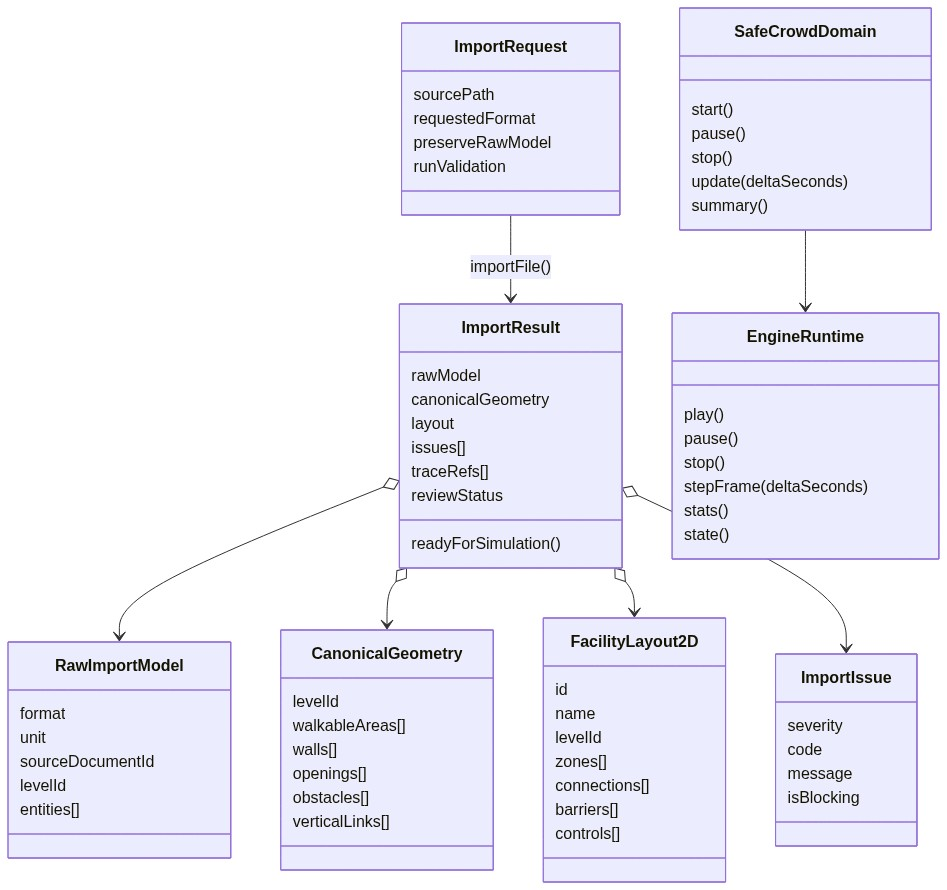 ImportRequest
sourcePath
requestedFormat
preserveRawModel
runValidation
SafeCrowdDomain
start()
pause()
stop()
update(deltaSeconds)
summary()
importFile()
ImportResult
rawModel
canonicalGeometry
layout
issues[]
traceRefs[]
reviewStatus
readyForSimulation()
EngineRuntime
play()
pause()
stop()
stepFrame(deltaSeconds)
stats()
state()
RawImportModel
format
unit
sourceDocumentId
levelId
entities[]
CanonicalGeometry
levelId
walkableAreas[]
walls[]
openings[]
obstacles[]
verticalLinks[]
FacilityLayout2D
id
name
levelId
zones[]
connections[]
barriers[]
controls[]
ImportIssue
severity
code
message
isBlocking